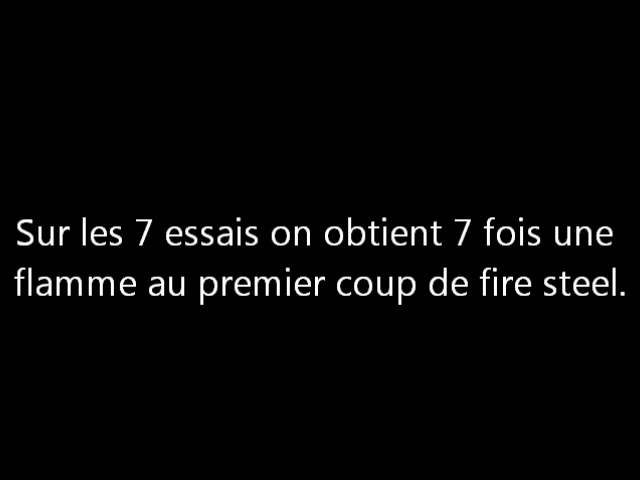 Sur les 7 essais on obtient 7 fois une
flamme au premier coup de fire steel.